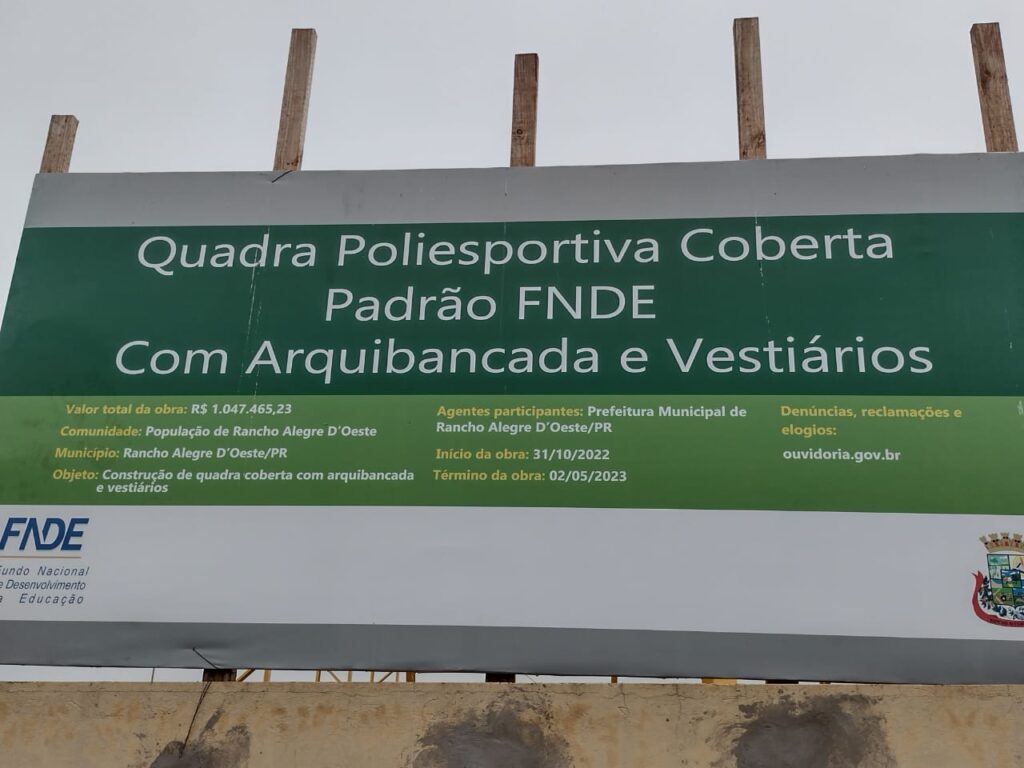 Quadra Poliesportiva Coberta
Padrão FNDE
Com Arquibancada e Vestiários
Valor total da obra: R$ 1.047.465,23
Comunidade: População de Rancho Alegre D'Oeste
Município: Rancho Alegre D'Oeste/PR
Objeto: Construção de quadra coberta com arquibancada
e vestiários
Agentes participantes: Prefeitura Municipal de
Rancho Alegre D'Oeste/PR
Início da obra: 31/10/2022
Término da obra: 02/05/2023
Denúncias, reclamações e
elogios:
ouvidoria.gov.br
FNDE
Fundo Nacional
e Desenvolvimento
a Educação